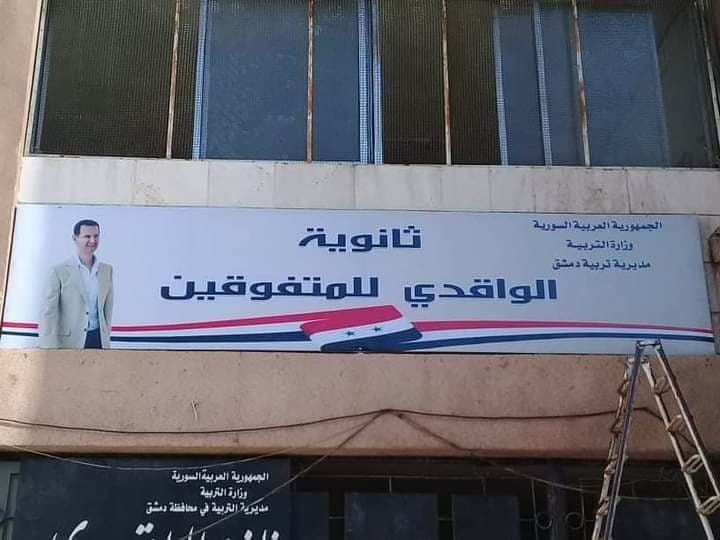 الجمهورية العربية السورية
وزارة التربية
مديرية تربية دمشق
ثانوية
الواقدي للمتفوقين
الجمهورية العربية السورية
وزارة التربية
مديرية التربية في محافظة دمشق